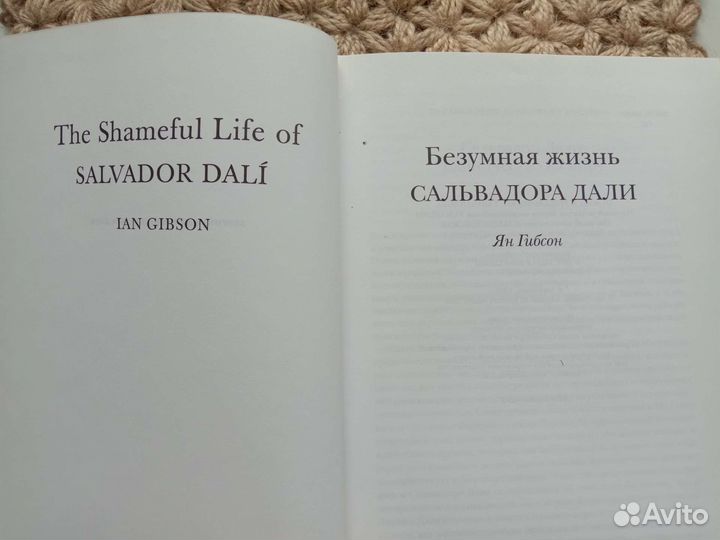 The Shameful Life of
SALVADOR DALÍ
IAN GIBSON
Безумная жизнь
САЛЬВАДОРА ДАЛИ
Ян Гибсон
Avito